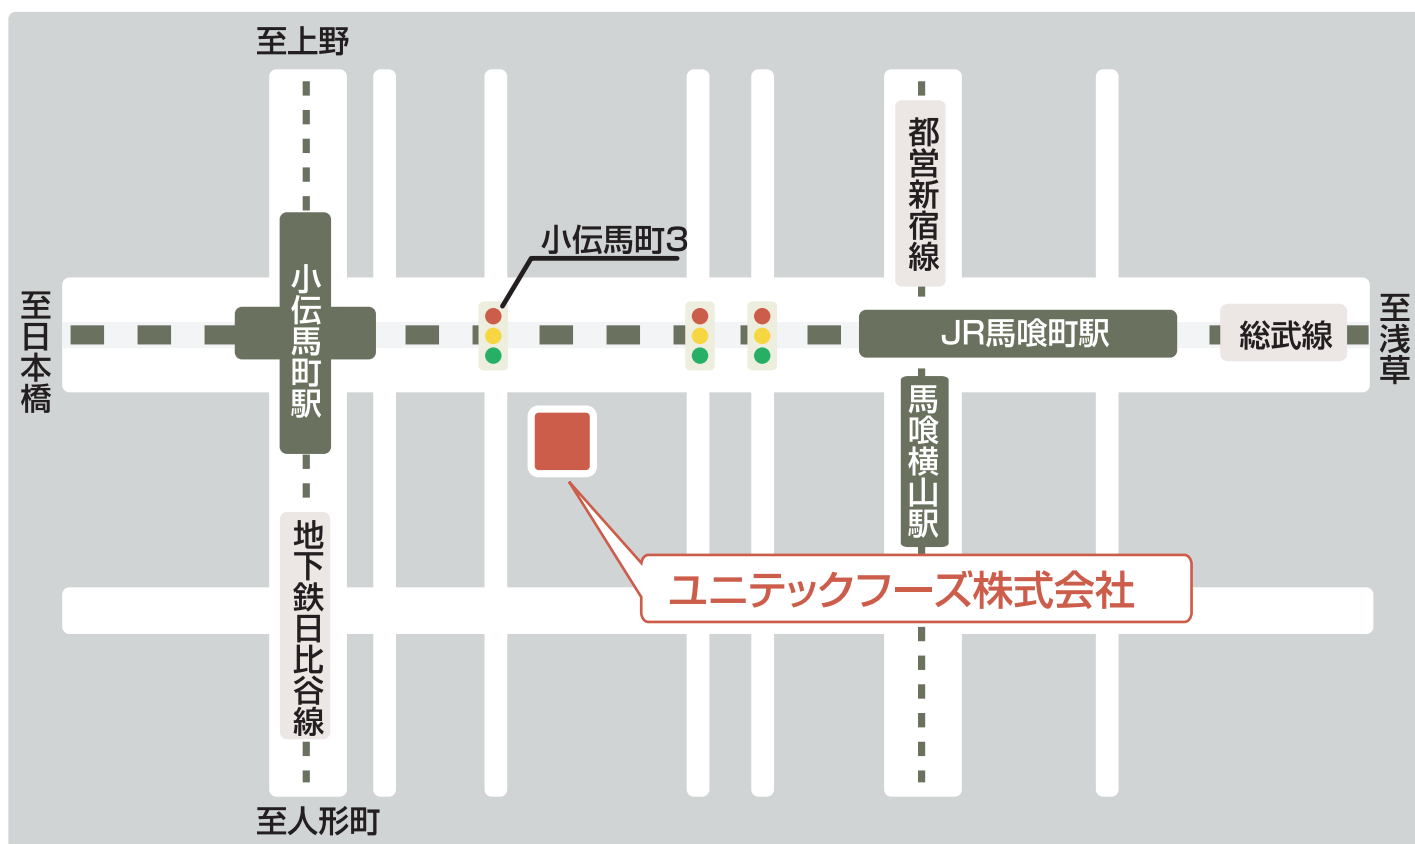 至上野
都営新宿線
小伝馬町3
小伝馬町駅
至日本橋
JR馬喰町駅
総武線
至浅草
馬喰横山駅
地下鉄日比谷線
ユニテックフーズ株式会社
至人形町